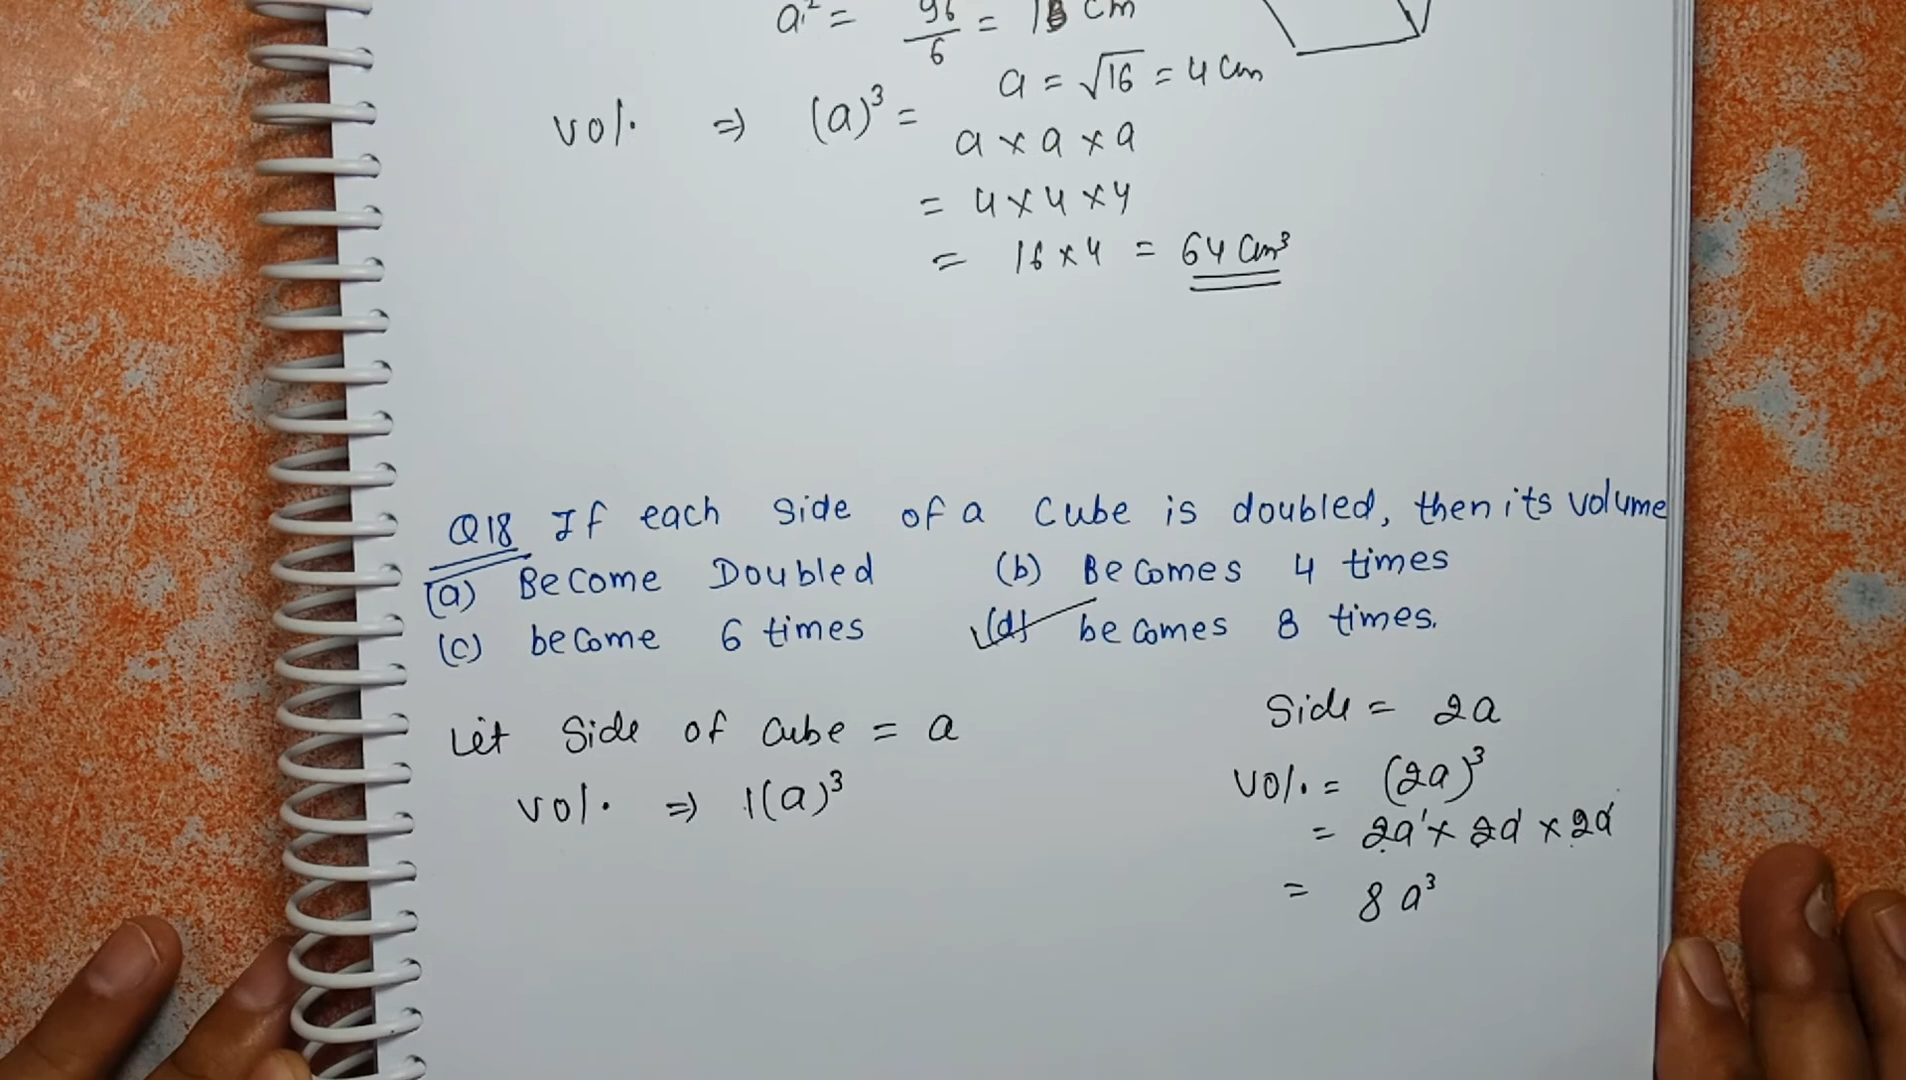 a² = 96/6 = 16 cm
a = √16 = 4 cm
vol. ⇒ (a)³ = a × a × a
= 4 × 4 × 4
= 16 × 4 = 64 cm³
Q18 If each side of a cube is doubled, then its volume
(a) Become Doubled (b) Becomes 4 times
(c) become 6 times (d) becomes 8 times.
Let Side of cube = a
vol. ⇒ 1(a)³
Side = 2a
vol. = (2a)³
= 2a × 2a × 2a
= 8 a³